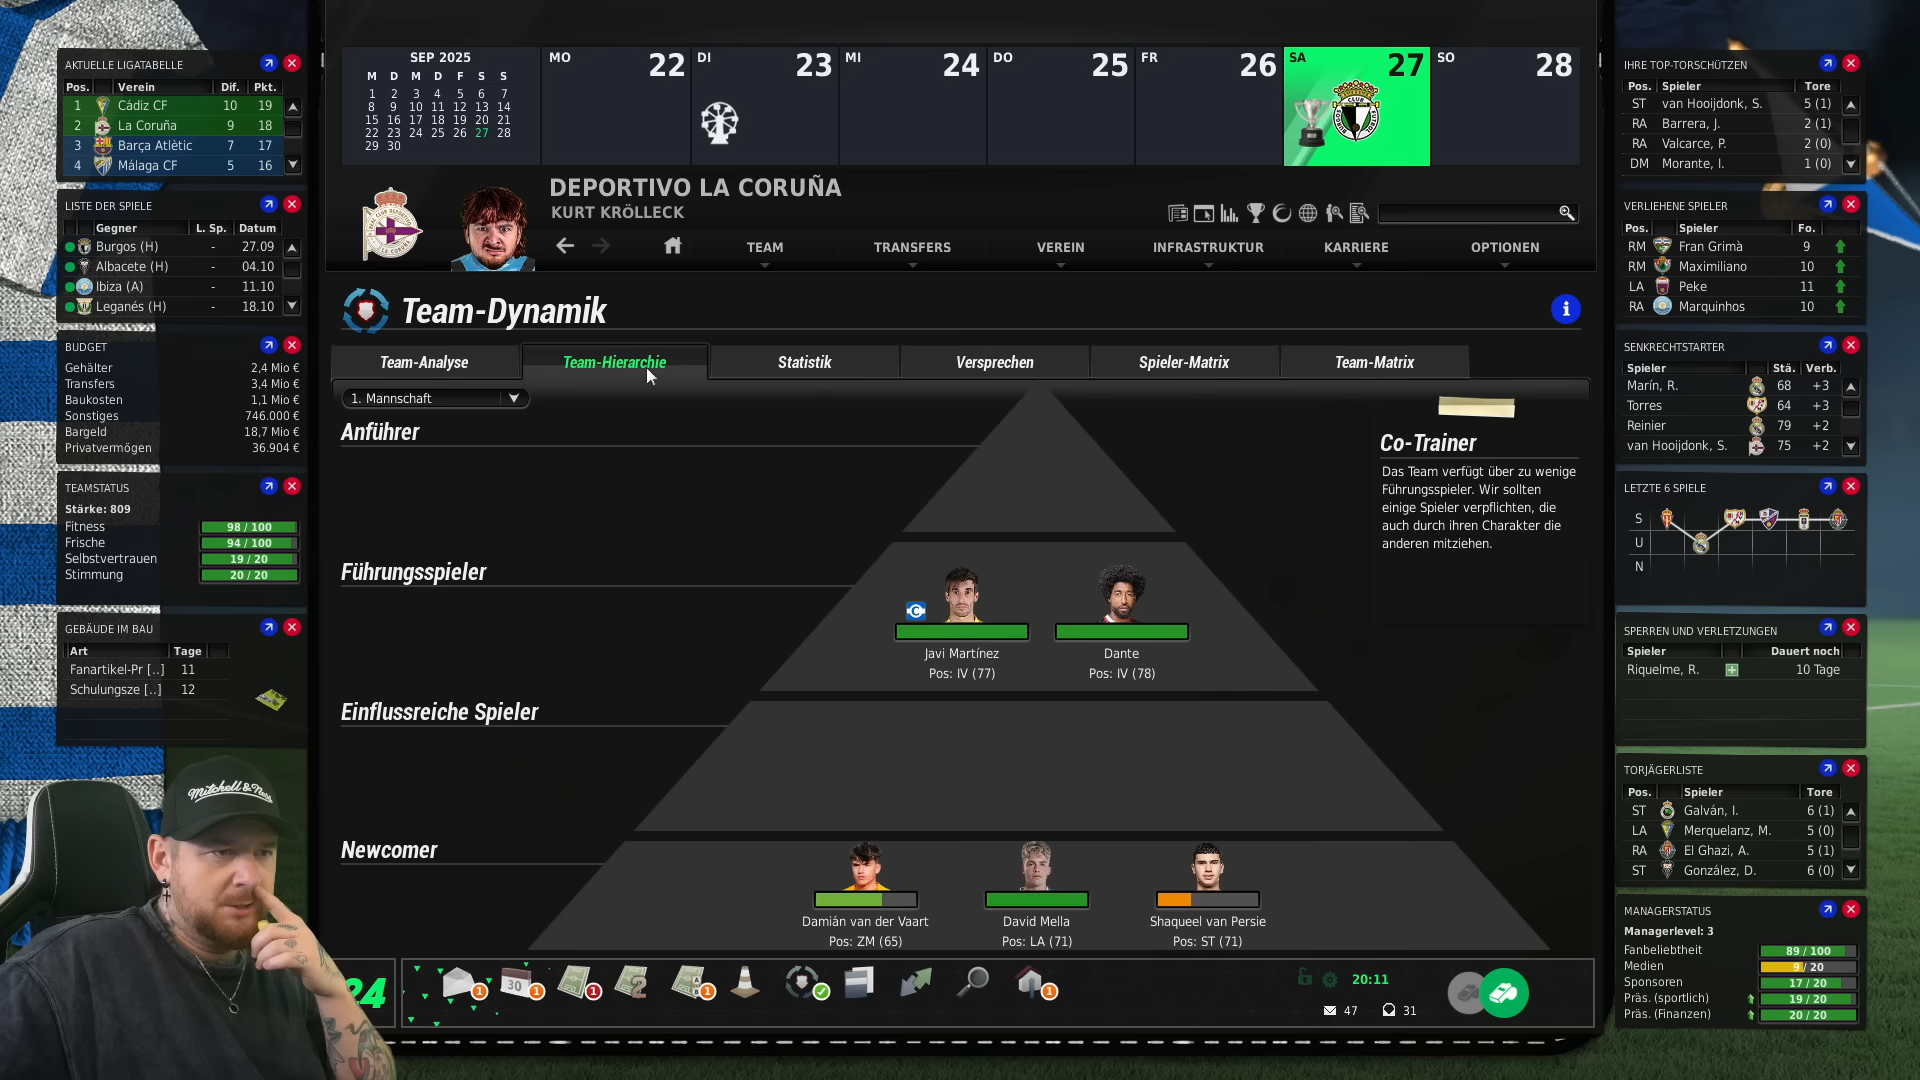 AKTUELLE LIGATABELLE
Pos. Verein Dif. Pkt.
1 Cádiz CF 10 19
2 La Coruña 9 18
3 Barça Atlètic 7 17
4 Málaga CF 5 16
LISTE DER SPIELE
Gegner L. Sp. Datum
Burgos (H) - 27.09
Albacete (H) - 04.10
Ibiza (A) - 11.10
Leganés (H) - 18.10
BUDGET
Gehälter 2,4 Mio €
Transfers 3,4 Mio €
Baukosten 1,1 Mio €
Sonstiges 746.000 €
Bargeld 18,7 Mio €
Privatvermögen 36.904 €
TEAMSTATUS
Stärke: 809
Fitness 98 / 100
Frische 94 / 100
Selbstvertrauen 19 / 20
Stimmung 20 / 20
GEBÄUDE IM BAU
Art Tage
Fanartikel-Pr [..] 11
Schulungsze [..] 12
Mitchell & Ness
SEP 2025
M D M D F S S
1 2 3 4 5 6 7
8 9 10 11 12 13 14
15 16 17 18 19 20 21
22 23 24 25 26 27 28
29 30
MO 22 DI 23 MI 24 DO 25 FR 26 SA 27 SO 28
DEPORTIVO LA CORUÑA
KURT KRÖLLECK
TEAM TRANSFERS VEREIN INFRASTRUKTUR KARRIERE OPTIONEN
Team-Dynamik
i
Team-Analyse Team-Hierarchie Statistik Versprechen Spieler-Matrix Team-Matrix
1. Mannschaft
Anführer
Führungsspieler
C
Javi Martínez Dante
Pos: IV (77) Pos: IV (78)
Einflussreiche Spieler
Newcomer
Damián van der Vaart David Mella Shaqueel van Persie
Pos: ZM (65) Pos: LA (71) Pos: ST (71)
Co-Trainer
Das Team verfügt über zu wenige
Führungsspieler. Wir sollten
einige Spieler verpflichten, die
auch durch ihren Charakter die
anderen mitziehen.
24
1 30 1 1 2 1 1
20:11
47 31
IHRE TOP-TORSCHÜTZEN
Pos. Spieler Tore
ST van Hooijdonk, S. 5 (1)
RA Barrera, J. 2 (1)
RA Valcarce, P. 2 (0)
DM Morante, I. 1 (0)
VERLIEHENE SPIELER
Pos. Spieler Fo.
RM Fran Grimà 9
RM Maximiliano 10
LA Peke 11
RA Marquinhos 10
SENKRECHTSTARTER
Spieler Stä. Verb.
Marín, R. 68 +3
Torres 64 +3
Reinier 79 +2
van Hooijdonk, S. 75 +2
LETZTE 6 SPIELE
S
U
N
SPERREN UND VERLETZUNGEN
Spieler Dauert noch
Riquelme, R. 10 Tage
TORJÄGERLISTE
Pos. Spieler Tore
ST Galván, I. 6 (1)
LA Merquelanz, M. 5 (0)
RA El Ghazi, A. 5 (1)
ST González, D. 6 (0)
MANAGERSTATUS
Managerlevel: 3
Fanbeliebtheit 89 / 100
Medien 9 / 20
Sponsoren 17 / 20
Präs. (sportlich) 19 / 20
Präs. (Finanzen) 20 / 20